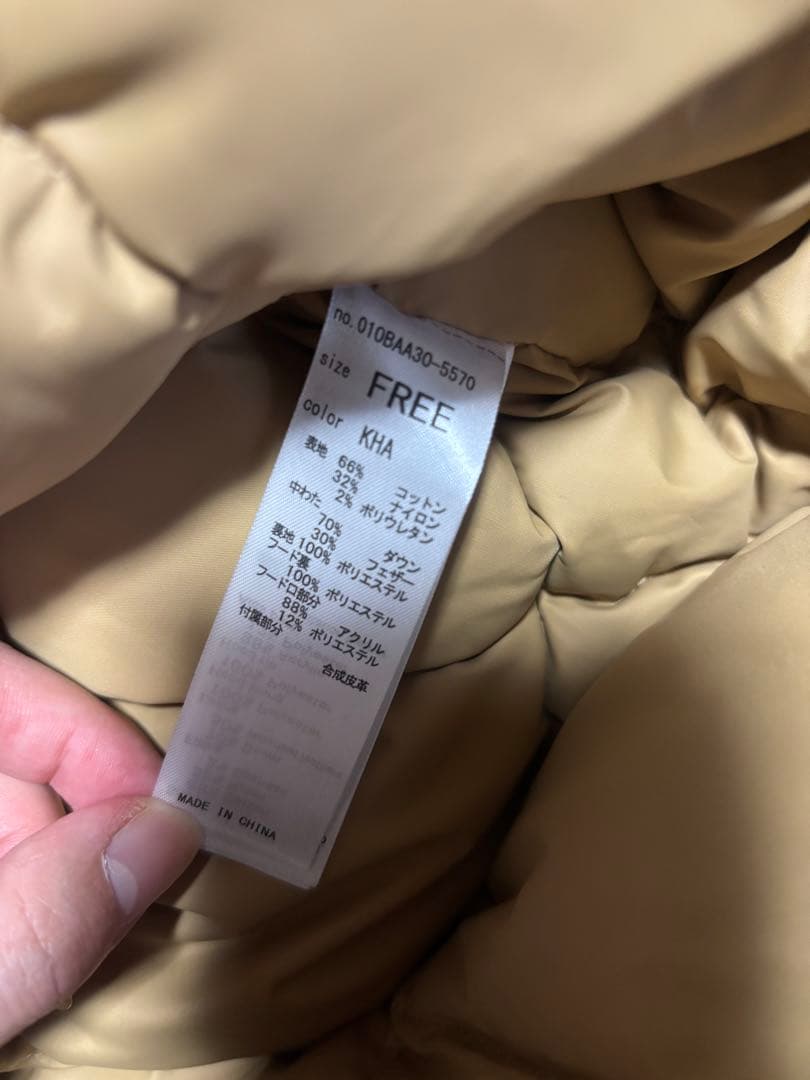 no.010BAA30-5570
size FREE
color KHA
表地 66% コットン
32% ナイロン
2% ポリウレタン
中わた 70% ダウン
30% フェザー
裏地 100% ポリエステル
フード裏
100% ポリエステル
フード口部分
88% アクリル
12% ポリエステル
付属部分
合成皮革
MADE IN CHINA